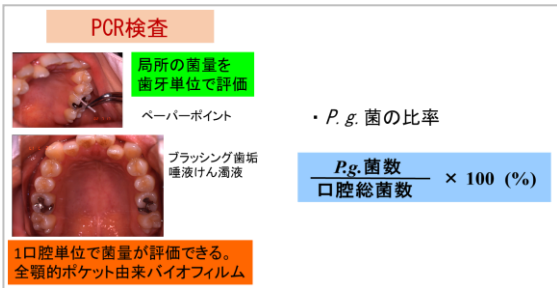 PCR検査
局所の菌量を
歯牙単位で評価
ペーパーポイント
ブラッシング歯垢
唾液けん濁液
1口腔単位で菌量が評価できる。
全顎的ポケット由来バイオフィルム
・P.g.菌の比率
P.g.菌数
口腔総菌数
× 100 (%)